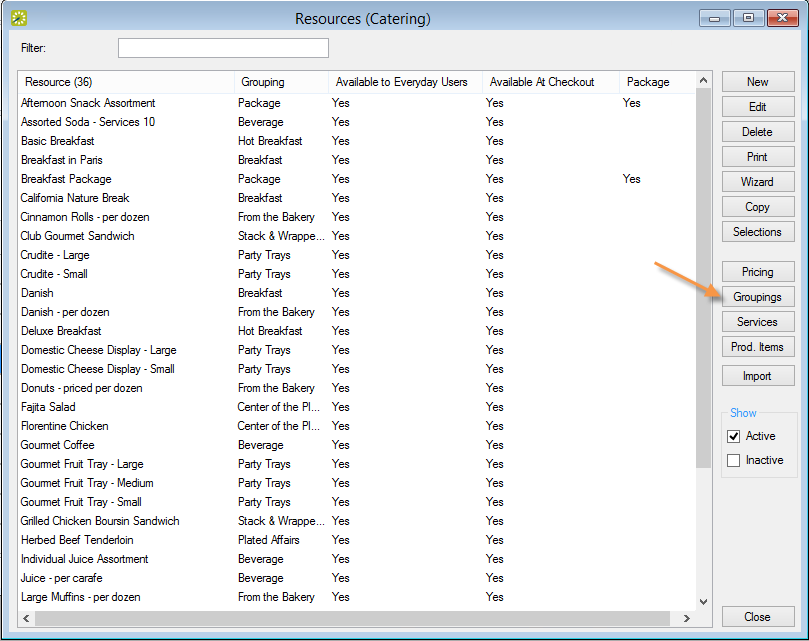 Resources (Catering)
Filter:
Resource (36) Grouping Available to Everyday Users Available At Checkout Package
Afternoon Snack Assortment Package Yes Yes Yes
Assorted Soda - Services 10 Beverage Yes Yes
Basic Breakfast Hot Breakfast Yes Yes
Breakfast in Paris Breakfast Yes Yes
Breakfast Package Package Yes Yes Yes
California Nature Break Breakfast Yes Yes
Cinnamon Rolls - per dozen From the Bakery Yes Yes
Club Gourmet Sandwich Stack & Wrappe... Yes Yes
Crudite - Large Party Trays Yes Yes
Crudite - Small Party Trays Yes Yes
Danish Breakfast Yes Yes
Danish - per dozen From the Bakery Yes Yes
Deluxe Breakfast Hot Breakfast Yes Yes
Domestic Cheese Display - Large Party Trays Yes Yes
Domestic Cheese Display - Small Party Trays Yes Yes
Donuts - priced per dozen From the Bakery Yes Yes
Fajita Salad Center of the Pl... Yes Yes
Florentine Chicken Center of the Pl... Yes Yes
Gourmet Coffee Beverage Yes Yes
Gourmet Fruit Tray - Large Party Trays Yes Yes
Gourmet Fruit Tray - Medium Party Trays Yes Yes
Gourmet Fruit Tray - Small Party Trays Yes Yes
Grilled Chicken Boursin Sandwich Stack & Wrappe... Yes Yes
Herbed Beef Tenderloin Plated Affairs Yes Yes
Individual Juice Assortment Beverage Yes Yes
Juice - per carafe Beverage Yes Yes
Large Muffins - per dozen From the Bakery Yes Yes
New
Edit
Delete
Print
Wizard
Copy
Selections
Pricing
Groupings
Services
Prod. Items
Import
Show
Active
Inactive
Close